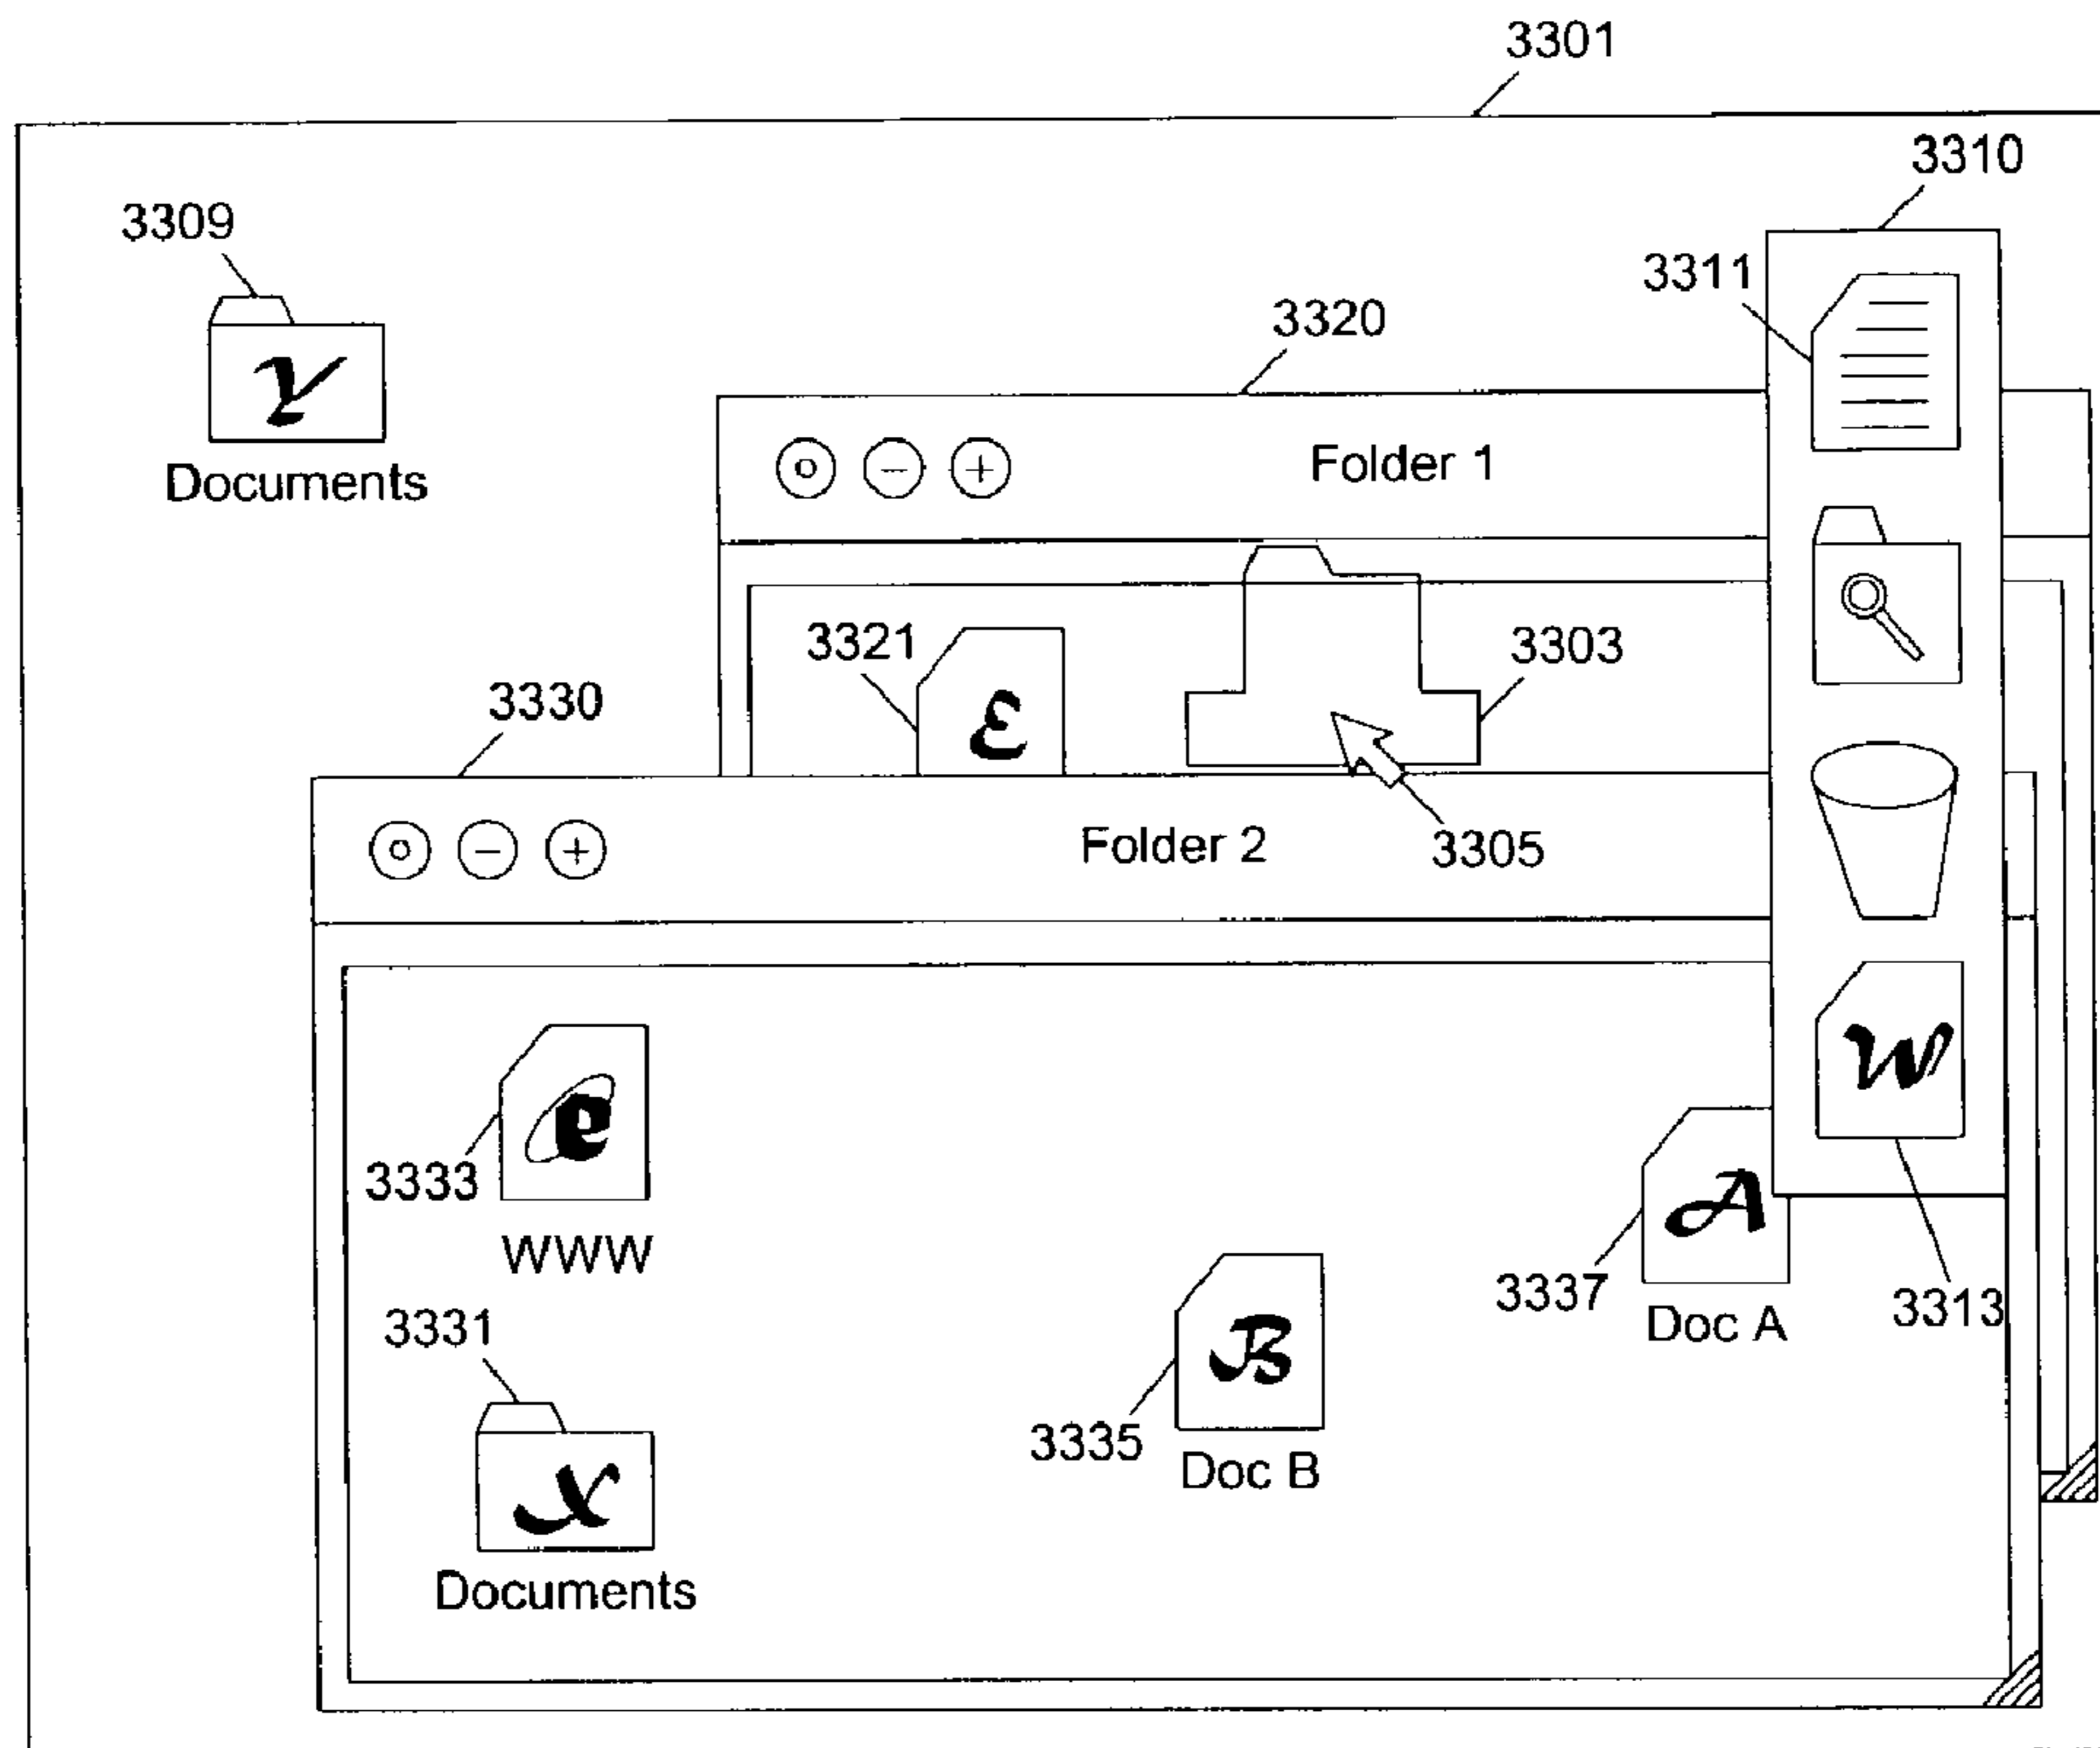 3301
3310
3309
3311
Y
Documents
3320
Folder 1
3321
3303
E
3330
Folder 2
3305
W
e
3333
WWW
A
3337
Doc A
3313
3331
B
3335
Doc B
X
Documents